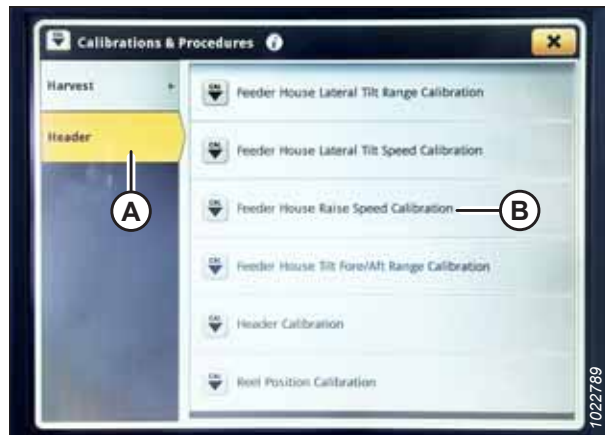 Calibrations & Procedures
Harvest
Header
Feeder House Lateral Tilt Range Calibration
Feeder House Lateral Tilt Speed Calibration
Feeder House Raise Speed Calibration
Feeder House Tilt Fore/Aft Range Calibration
Header Calibration
Reel Position Calibration
A
B
1022789